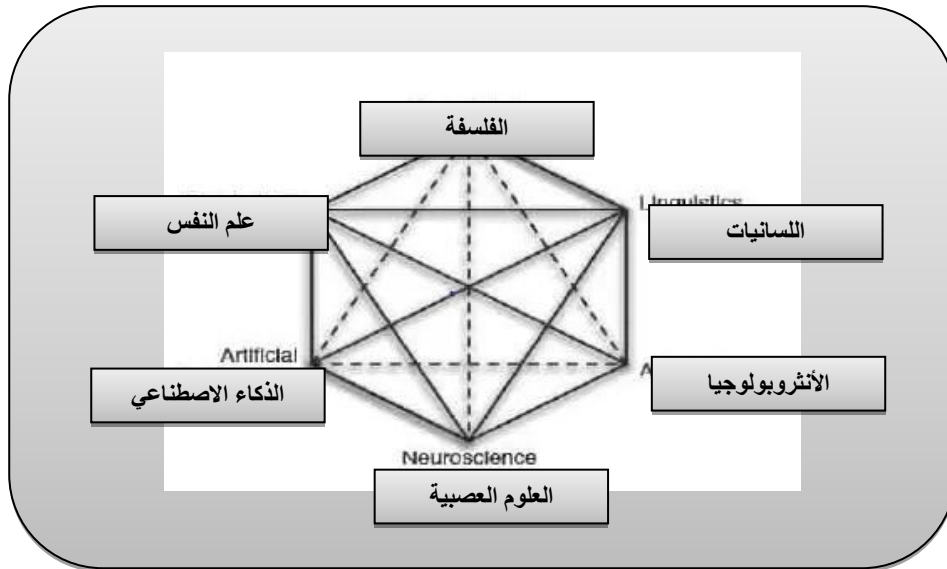 الفلسفة
علم النفس
Linguistics
اللسانيات
Artificial
الذكاء الاصطناعي
الأنثروبولوجيا
Neuroscience
العلوم العصبية